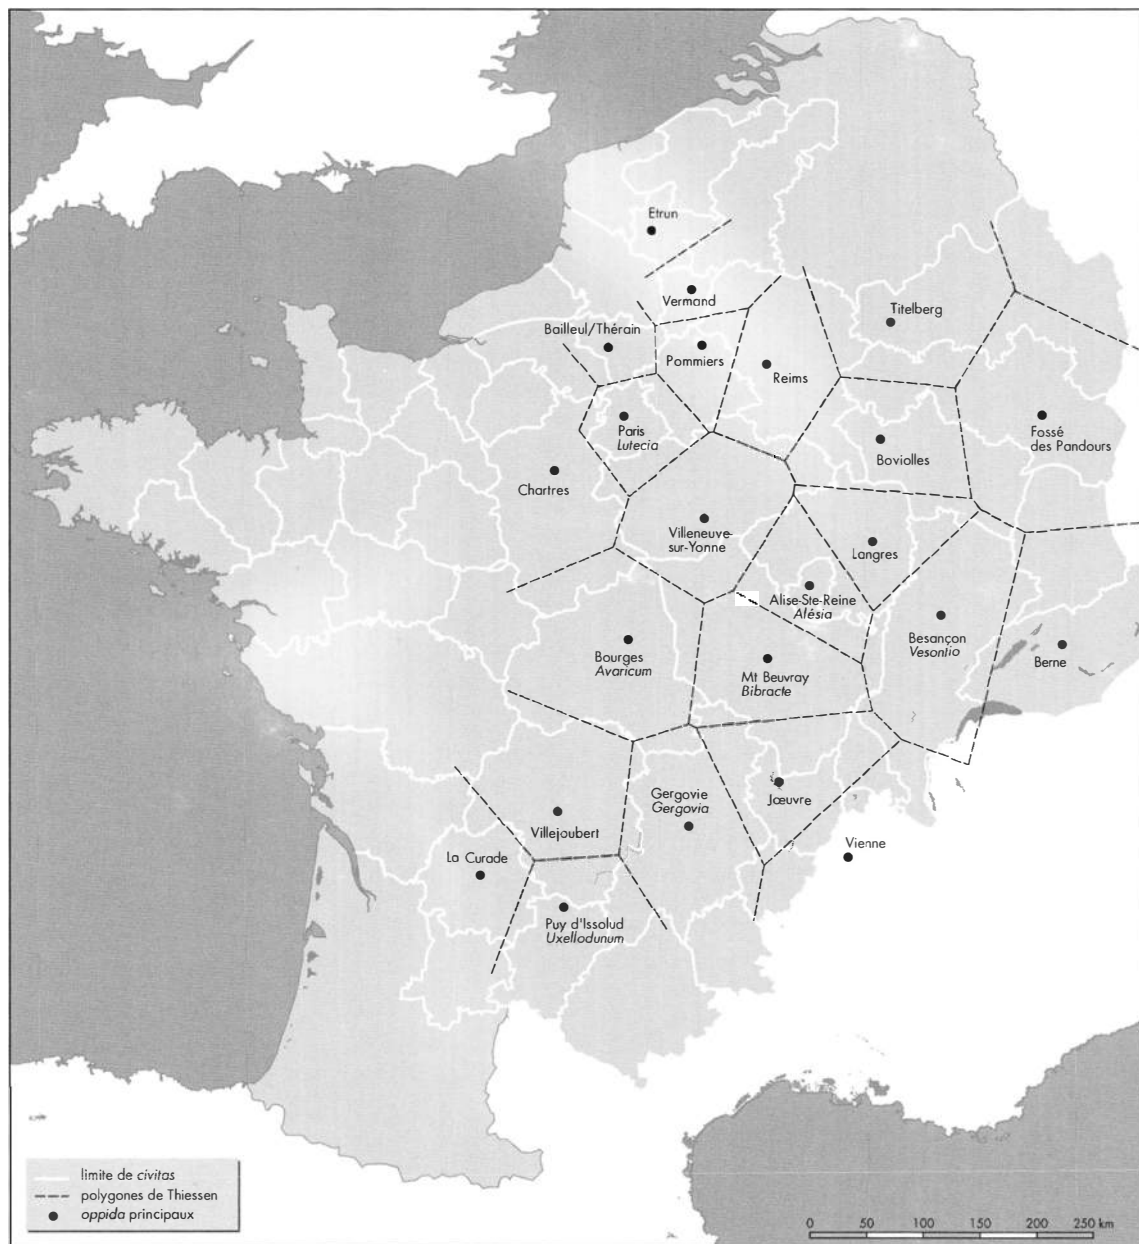 Etrun
Vermand
Titelberg
Bailleul/Thérain
Pommiers
Reims
Paris
Lutecia
Fossé
des Pandours
Boviolles
Chartres
Villeneuve-
sur-Yonne
Langres
Alise-Ste-Reine
Alésia
Besançon
Vesontio
Berne
Bourges
Avaricum
Mt Beuvray
Bibracte
Gergovie
Gergovia
Jœuvre
Villejoubert
Vienne
La Curade
Puy d'Issolud
Uxellodunum
limite de civitas
polygones de Thiessen
oppida principaux
0 50 100 150 200 250 km